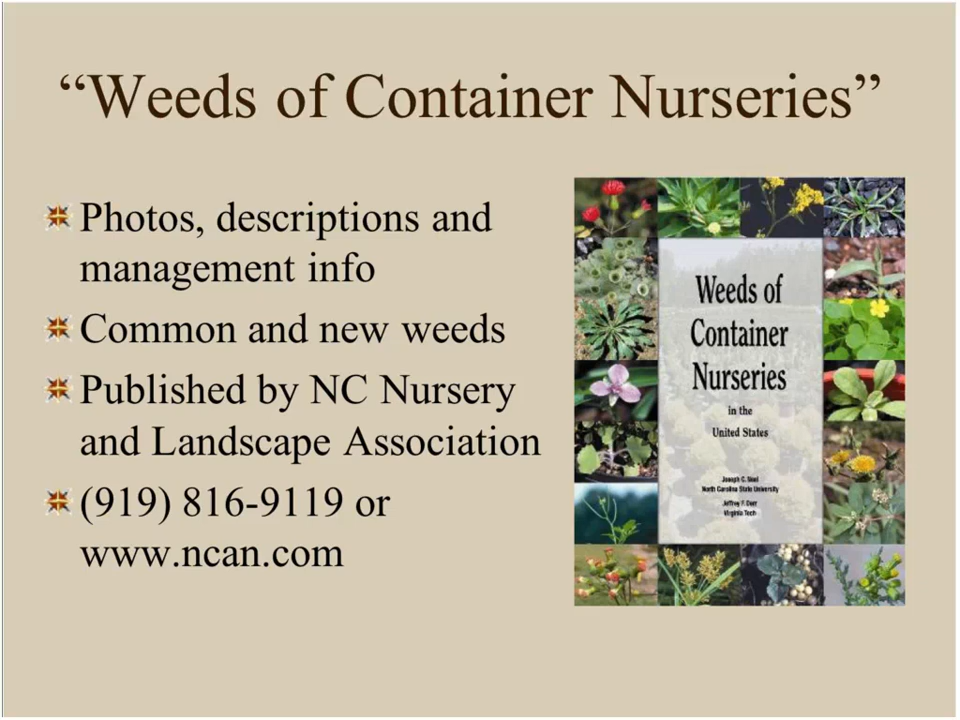 “Weeds of Container Nurseries”
Photos, descriptions and
management info
Common and new weeds
Published by NC Nursery
and Landscape Association
(919) 816-9119 or
www.ncan.com
Weeds of
Container
Nurseries
in the
United States
Joseph C. Neal
North Carolina State University
Jeffrey F. Derr
Virginia Tech